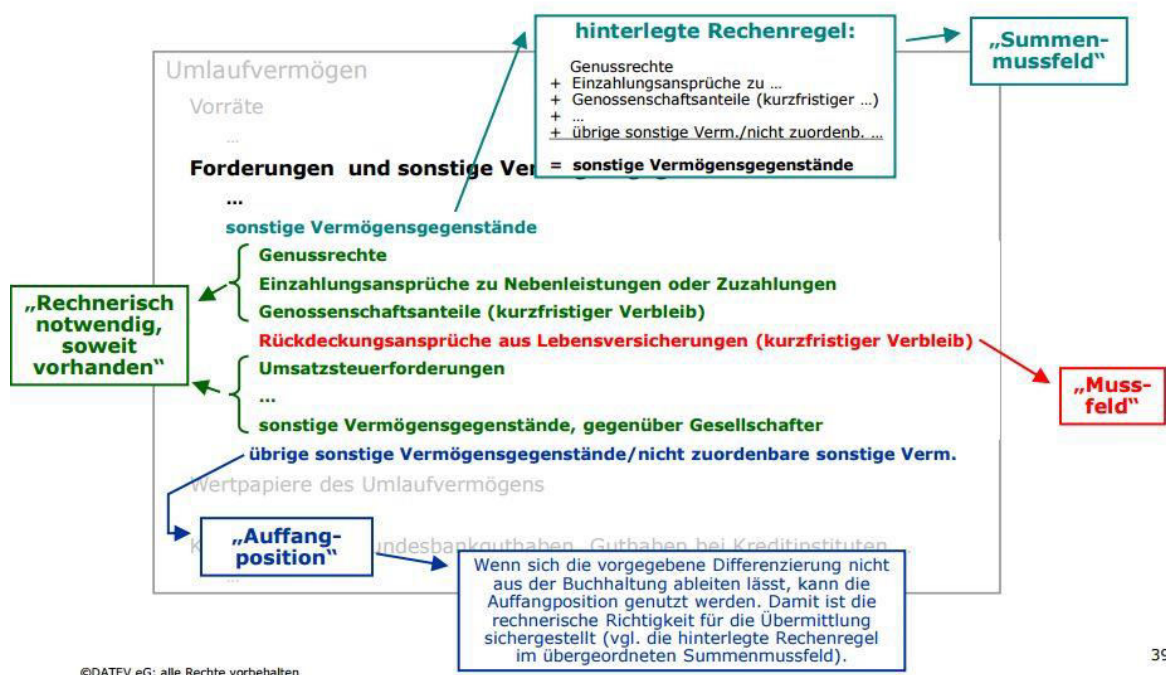 hinterlegte Rechenregel:
Genussrechte
+ Einzahlungsansprüche zu ...
+ Genossenschaftsanteile (kurzfristiger ...)
+ ...
+ übrige sonstige Verm./nicht zuordenb. ...
= sonstige Vermögensgegenstände
„Summen-
mussfeld“
Umlaufvermögen
Vorräte
...
Forderungen und sonstige Ver
...
sonstige Vermögensgegenstände
Genussrechte
Einzahlungsansprüche zu Nebenleistungen oder Zuzahlungen
Genossenschaftsanteile (kurzfristiger Verbleib)
„Rechnerisch
notwendig,
soweit
vorhanden“
Rückdeckungsansprüche aus Lebensversicherungen (kurzfristiger Verbleib)
„Muss-
feld“
Umsatzsteuerforderungen
...
sonstige Vermögensgegenstände, gegenüber Gesellschafter
übrige sonstige Vermögensgegenstände/nicht zuordenbare sonstige Verm.
Wertpapiere des Umlaufvermögens
„Auffang-
position“
K undesbankguthaben, Guthaben bei Kreditinstituten ...
...
Wenn sich die vorgegebene Differenzierung nicht
aus der Buchhaltung ableiten lässt, kann die
Auffangposition genutzt werden. Damit ist die
rechnerische Richtigkeit für die Übermittlung
sichergestellt (vgl. die hinterlegte Rechenregel
im übergeordneten Summenmussfeld).
©DATEV eG; alle Rechte vorbehalten
39